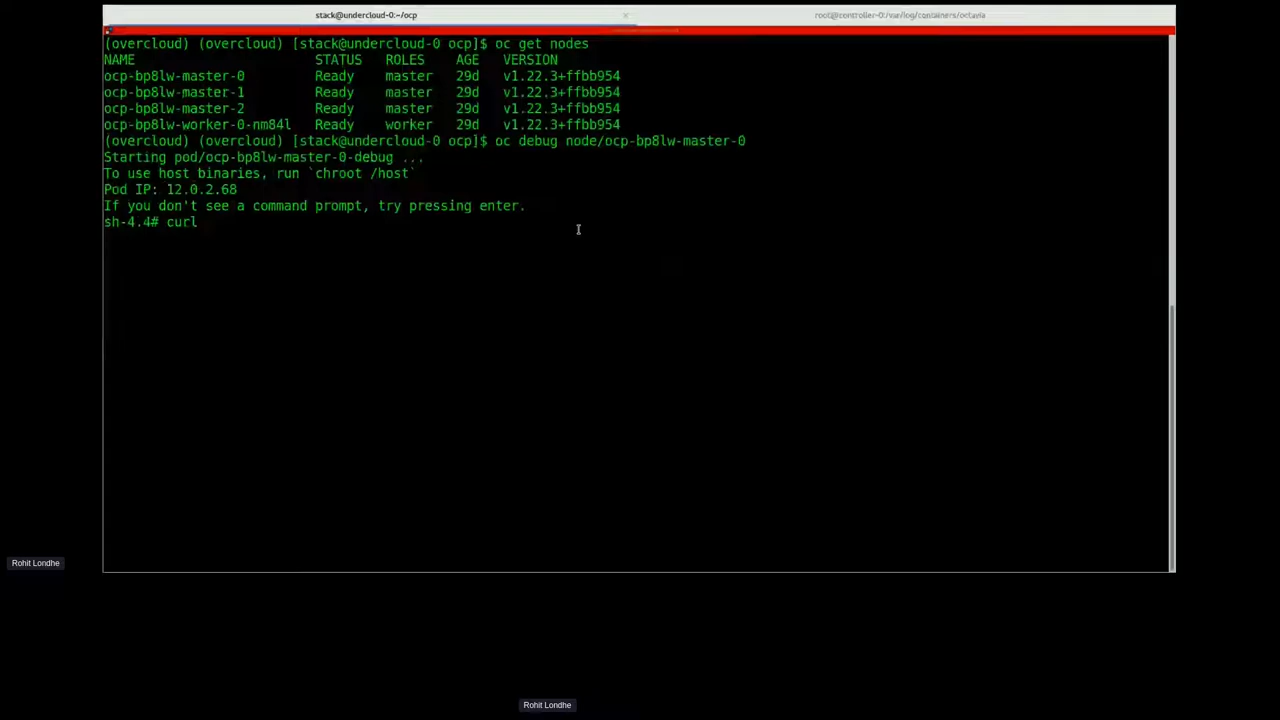 stack@undercloud-0:~/ocp
root@controller-0:/var/log/containers/octavia
(overcloud) (overcloud) [stack@undercloud-0 ocp]$ oc get nodes
NAME STATUS ROLES AGE VERSION
ocp-bp8lw-master-0 Ready master 29d v1.22.3+ffbb954
ocp-bp8lw-master-1 Ready master 29d v1.22.3+ffbb954
ocp-bp8lw-master-2 Ready master 29d v1.22.3+ffbb954
ocp-bp8lw-worker-0-nm84l Ready worker 29d v1.22.3+ffbb954
(overcloud) (overcloud) [stack@undercloud-0 ocp]$ oc debug node/ocp-bp8lw-master-0
Starting pod/ocp-bp8lw-master-0-debug ...
To use host binaries, run `chroot /host`
Pod IP: 12.0.2.68
If you don't see a command prompt, try pressing enter.
sh-4.4# curl
Rohit Londhe
Rohit Londhe